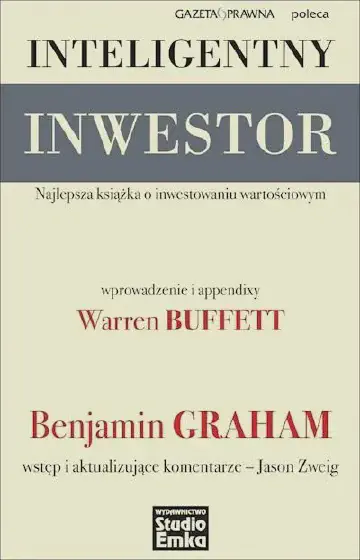 GAZETA PRAWNA poleca
INTELIGENTNY
INWESTOR
Najlepsza książka o inwestowaniu wartościowym
wprowadzenie i appendixy
Warren BUFFETT
Benjamin GRAHAM
wstęp i aktualizujące komentarze – Jason Zweig
WYDAWNICTWO
Studio
Emka